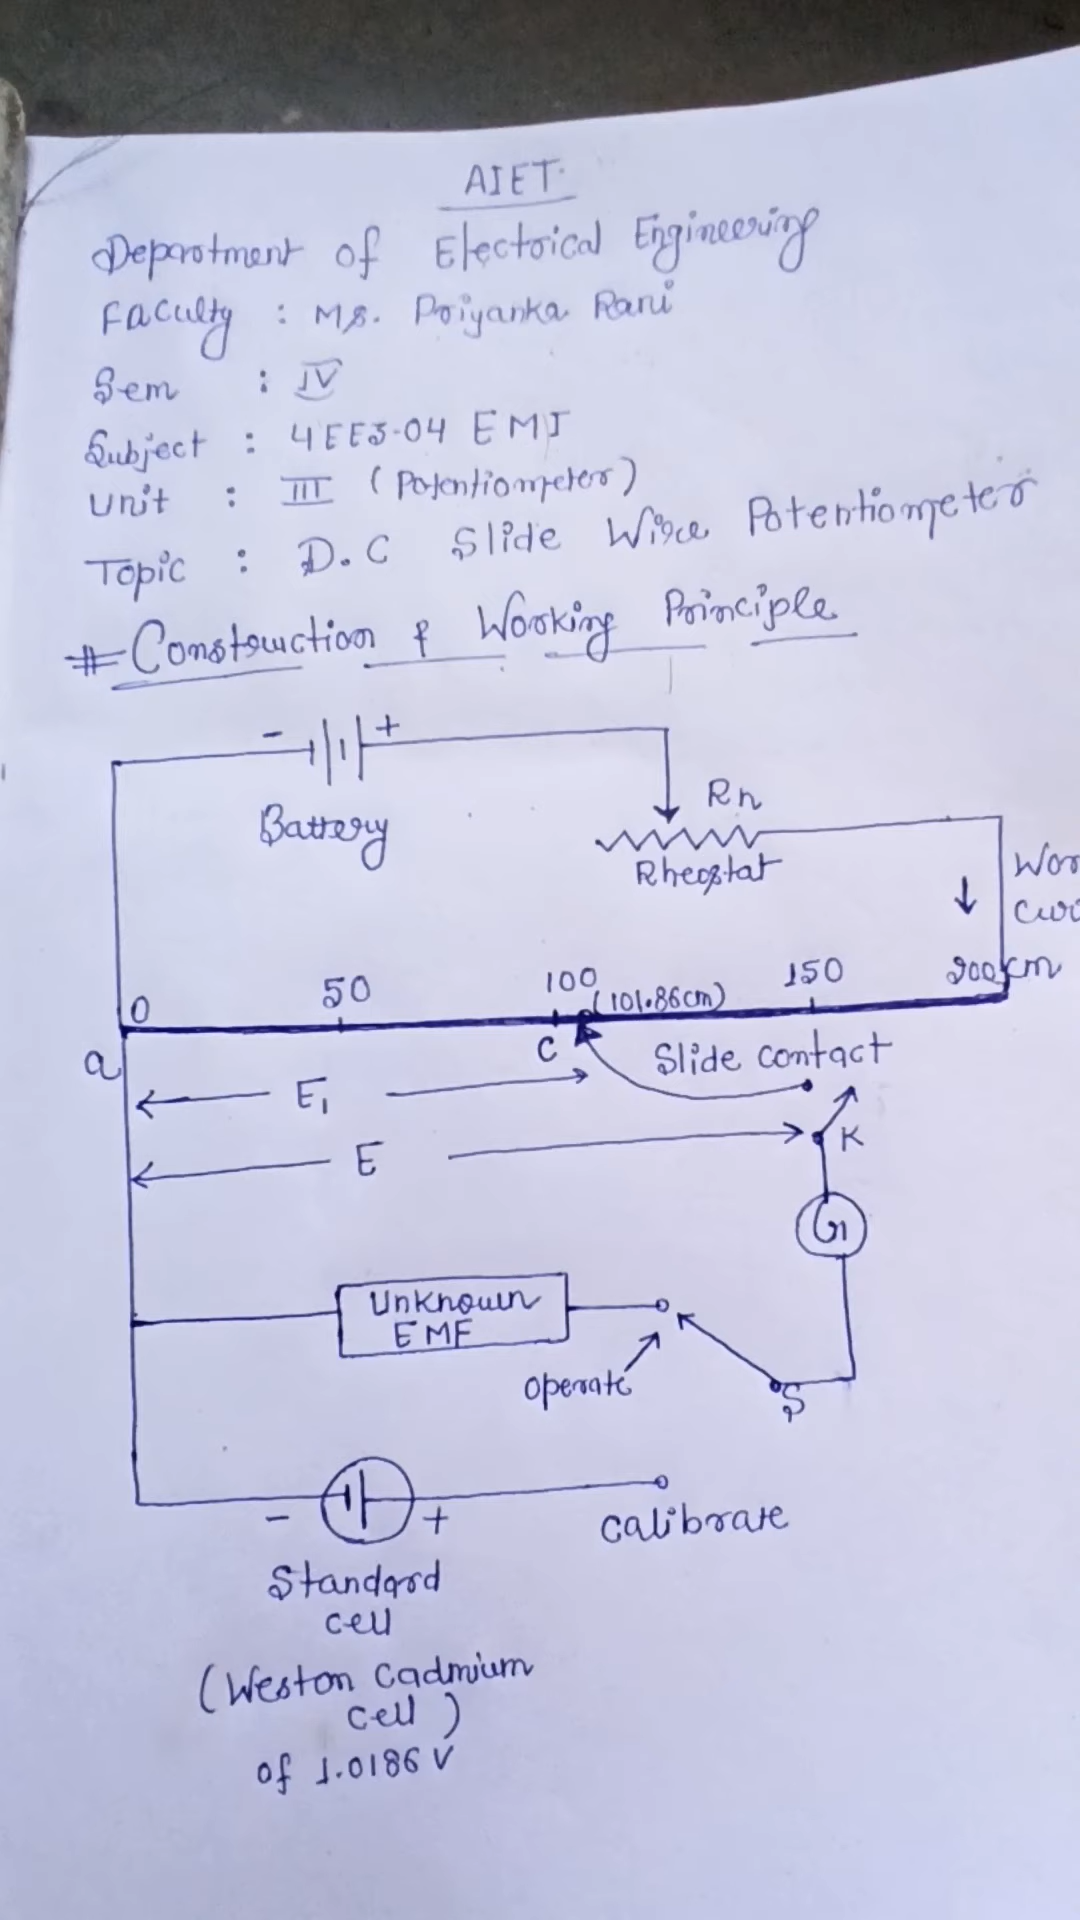 AIET
Department of Electrical Engineering
Faculty : Ms. Priyanka Rani
Sem : IV
Subject : 4EE3-04 EMI
Unit : III (Potentiometer)
Topic : D.C Slide Wire Potentiometer
# Construction & Working Principle
- +
Battery
Rh
Rheostat
0 50 100 150 200 cm
(101.86cm)
a
C
Slide contact
E₁
E
K
G
Unknown
EMF
operate
S
- +
calibrate
Standard
cell
(Weston cadmium
cell)
of 1.0186 V